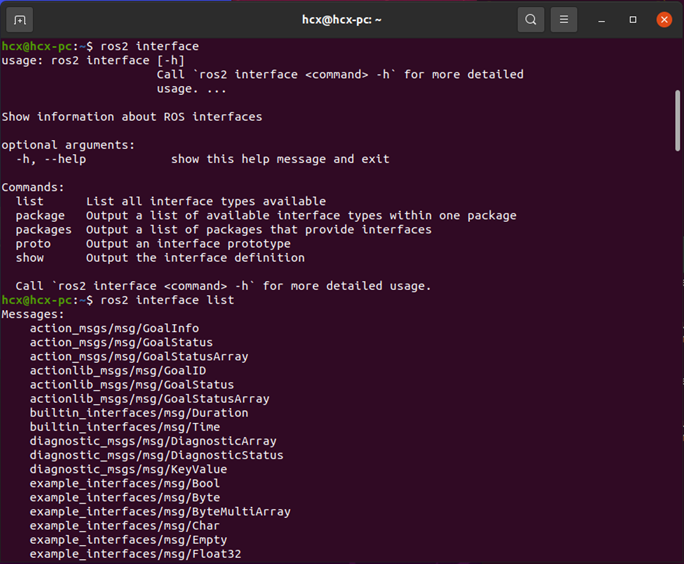 hcx@hcx-pc: ~
hcx@hcx-pc:~$ ros2 interface
usage: ros2 interface [-h]
                      Call `ros2 interface <command> -h` for more detailed
                      usage. ...

Show information about ROS interfaces

optional arguments:
  -h, --help            show this help message and exit

Commands:
  list      List all interface types available
  package   Output a list of available interface types within one package
  packages  Output a list of packages that provide interfaces
  proto     Output an interface prototype
  show      Output the interface definition

  Call `ros2 interface <command> -h` for more detailed usage.
hcx@hcx-pc:~$ ros2 interface list
Messages:
    action_msgs/msg/GoalInfo
    action_msgs/msg/GoalStatus
    action_msgs/msg/GoalStatusArray
    actionlib_msgs/msg/GoalID
    actionlib_msgs/msg/GoalStatus
    actionlib_msgs/msg/GoalStatusArray
    builtin_interfaces/msg/Duration
    builtin_interfaces/msg/Time
    diagnostic_msgs/msg/DiagnosticArray
    diagnostic_msgs/msg/DiagnosticStatus
    diagnostic_msgs/msg/KeyValue
    example_interfaces/msg/Bool
    example_interfaces/msg/Byte
    example_interfaces/msg/ByteMultiArray
    example_interfaces/msg/Char
    example_interfaces/msg/Empty
    example_interfaces/msg/Float32